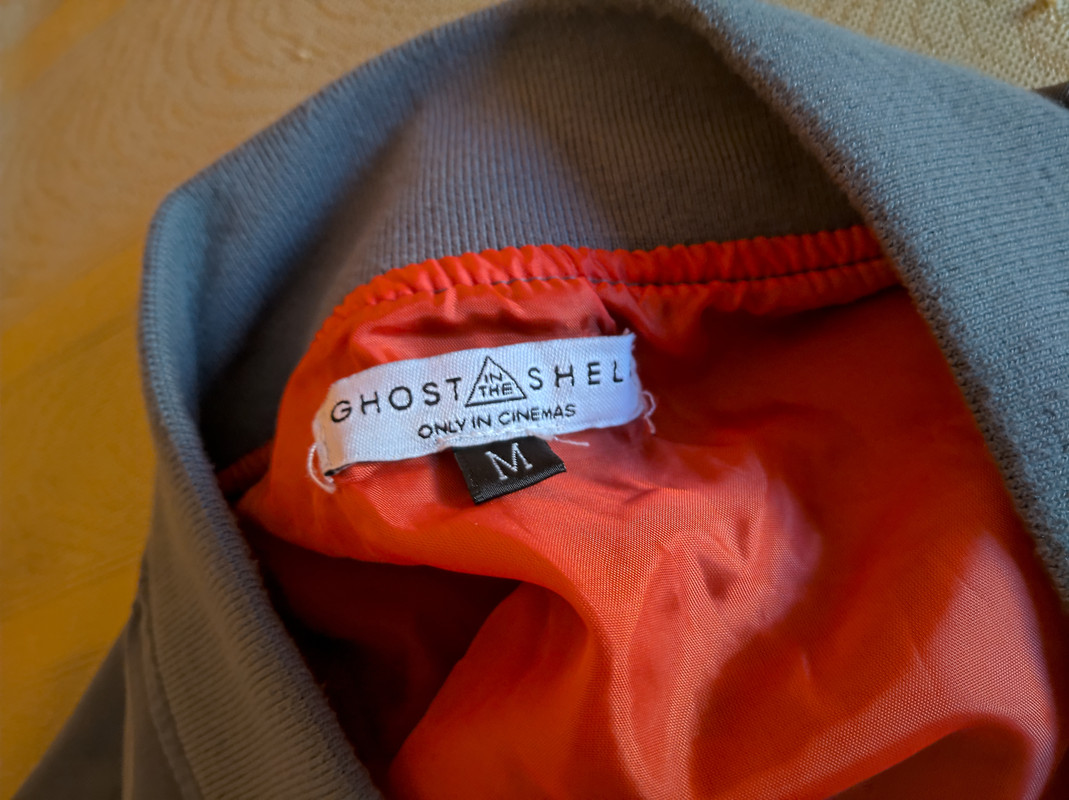 GHOST IN THE SHEL
ONLY IN CINEMAS
M